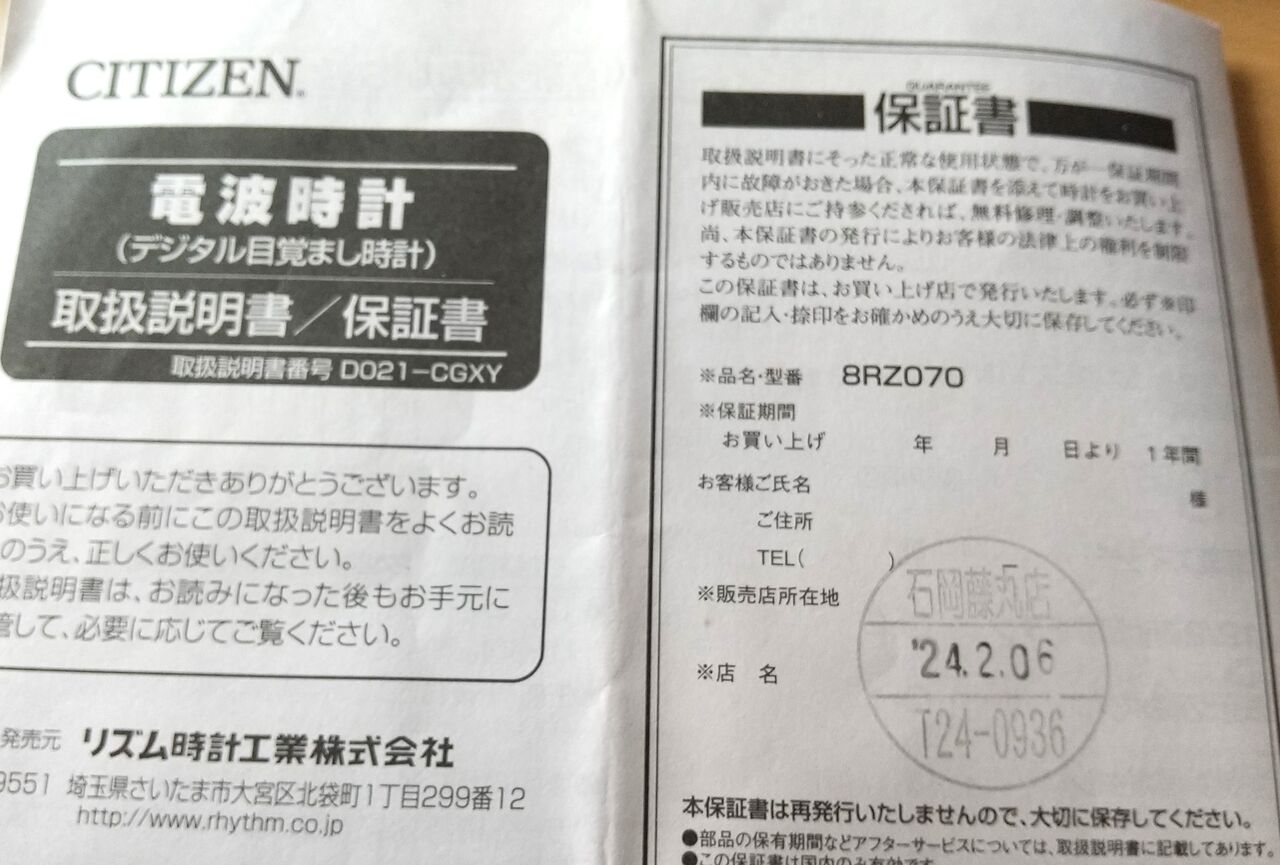 CITIZEN
電波時計
(デジタル目覚まし時計)
取扱説明書/保証書
取扱説明書番号 D021-CGXY
お買い上げいただきありがとうございます。
お使いになる前にこの取扱説明書をよくお読
のうえ、正しくお使いください。
扱説明書は、お読みになった後もお手元に
管して、必要に応じてご覧ください。
発売元 リズム時計工業株式会社
9551 埼玉県さいたま市大宮区北袋町1丁目299番12
http://www.rhythm.co.jp
GUARANTEE
保証書
取扱説明書にそった正常な使用状態で、万が一保証期間
内に故障がおきた場合、本保証書を添えて時計をお買い上
げ販売店にご持参くだされば、無料修理・調整いたします。
尚、本保証書の発行によりお客様の法律上の権利を制限
するものではありません。
この保証書は、お買い上げ店で発行いたします。必ず※印
欄の記入・捺印をお確かめのうえ大切に保存してください。
※品名・型番 8RZ070
※保証期間
お買い上げ 年 月 日より 1年間
お客様ご氏名 様
ご住所
TEL( )
※販売店所在地
※店 名
石岡藤丸店
'24.2.06
T24-0936
本保証書は再発行いたしませんので、大切に保存してください。
●部品の保有期間などアフターサービスについては、取扱説明書に記載してあります。
●この保証書は国内のみ有効です。